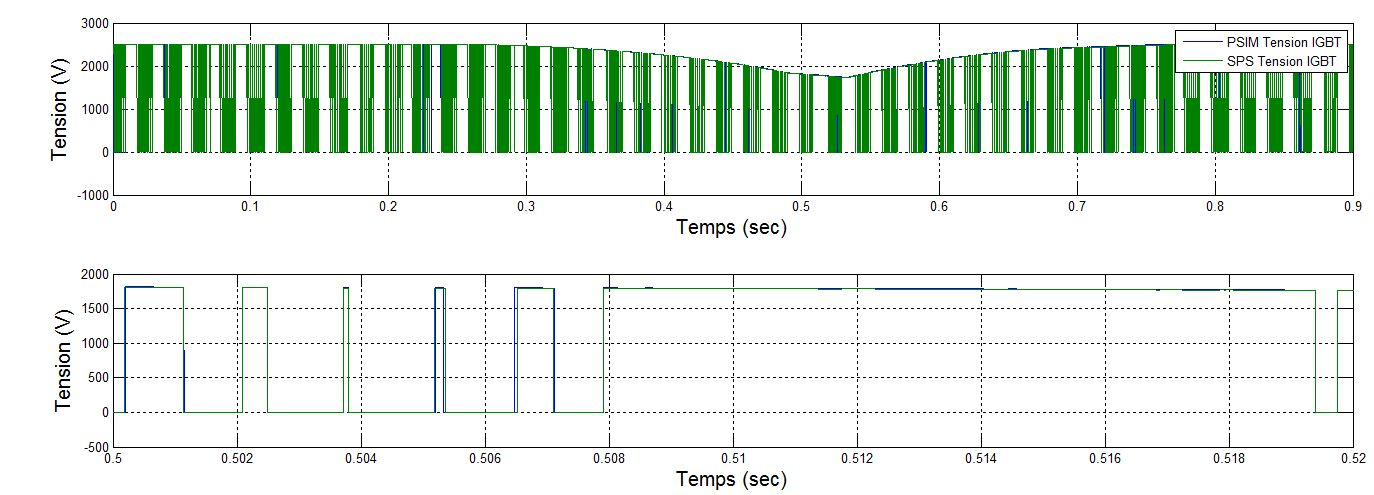 3000
2000
1000
0
-1000
Tension (V)
PSIM Tension IGBT
SPS Tension IGBT
0 0.1 0.2 0.3 0.4 0.5 0.6 0.7 0.8 0.9
Temps (sec)
2000
1500
1000
500
0
-500
Tension (V)
0.5 0.502 0.504 0.506 0.508 0.51 0.512 0.514 0.516 0.518 0.52
Temps (sec)